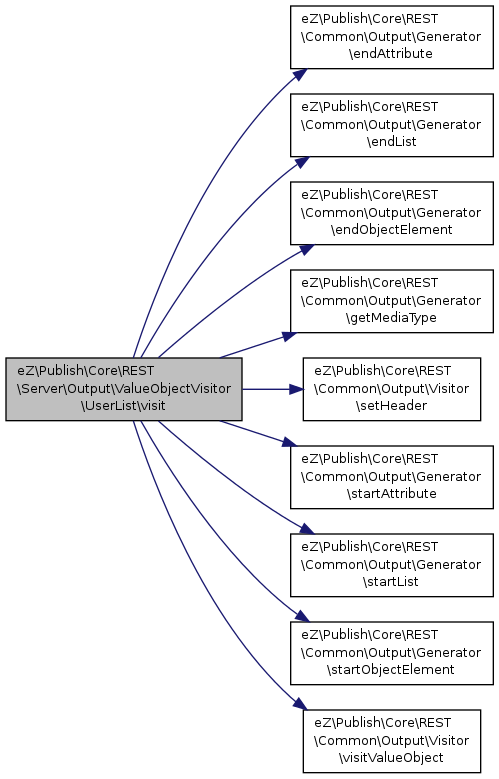 eZ\Publish\Core\REST
\Server\Output\ValueObjectVisitor
\UserList\visit
eZ\Publish\Core\REST
\Common\Output\Generator
\endAttribute
eZ\Publish\Core\REST
\Common\Output\Generator
\endList
eZ\Publish\Core\REST
\Common\Output\Generator
\endObjectElement
eZ\Publish\Core\REST
\Common\Output\Generator
\getMediaType
eZ\Publish\Core\REST
\Common\Output\Visitor
\setHeader
eZ\Publish\Core\REST
\Common\Output\Generator
\startAttribute
eZ\Publish\Core\REST
\Common\Output\Generator
\startList
eZ\Publish\Core\REST
\Common\Output\Generator
\startObjectElement
eZ\Publish\Core\REST
\Common\Output\Visitor
\visitValueObject